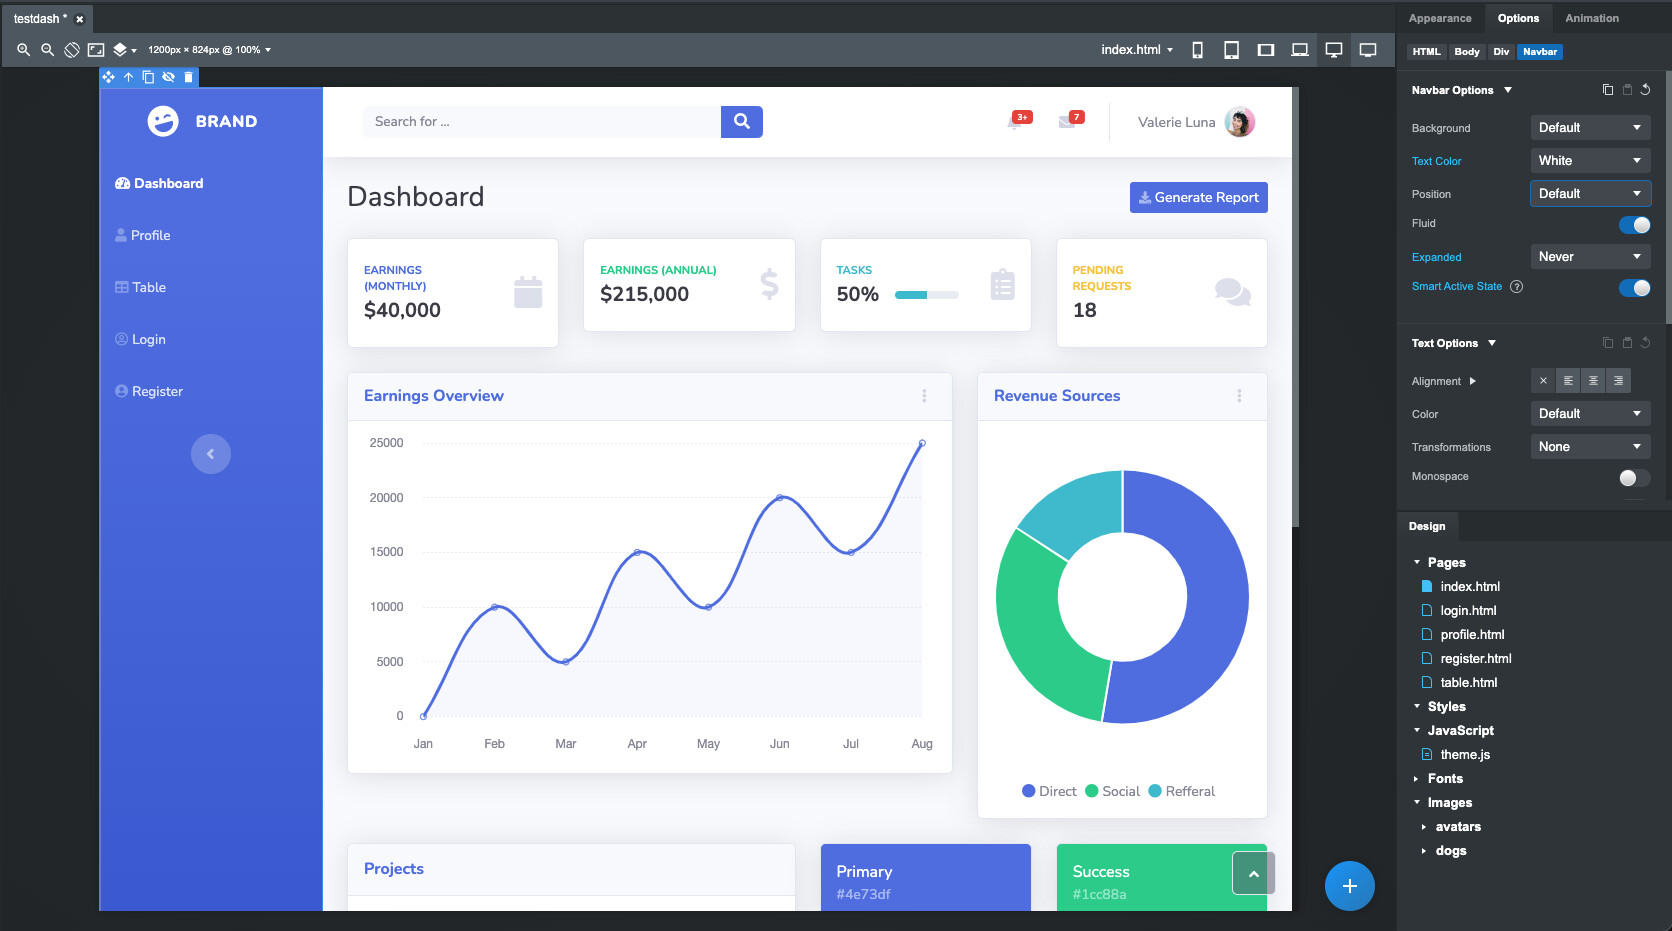 testdash *
1200px × 824px @ 100%
index.html
Appearance
Options
Animation
HTML
Body
Div
Navbar
BRAND
Dashboard
Profile
Table
Login
Register
Search for ...
3+
7
Valerie Luna
Dashboard
Generate Report
EARNINGS
(MONTHLY)
$40,000
EARNINGS (ANNUAL)
$215,000
TASKS
50%
PENDING
REQUESTS
18
Earnings Overview
25000
20000
15000
10000
5000
0
Jan Feb Mar Apr May Jun Jul Aug
Revenue Sources
Direct Social Refferal
Projects
Primary
#4e73df
Success
#1cc88a
Navbar Options
Background Default
Text Color White
Position Default
Fluid
Expanded Never
Smart Active State ?
Text Options
Alignment
Color Default
Transformations None
Monospace
Design
Pages
index.html
login.html
profile.html
register.html
table.html
Styles
JavaScript
theme.js
Fonts
Images
avatars
dogs